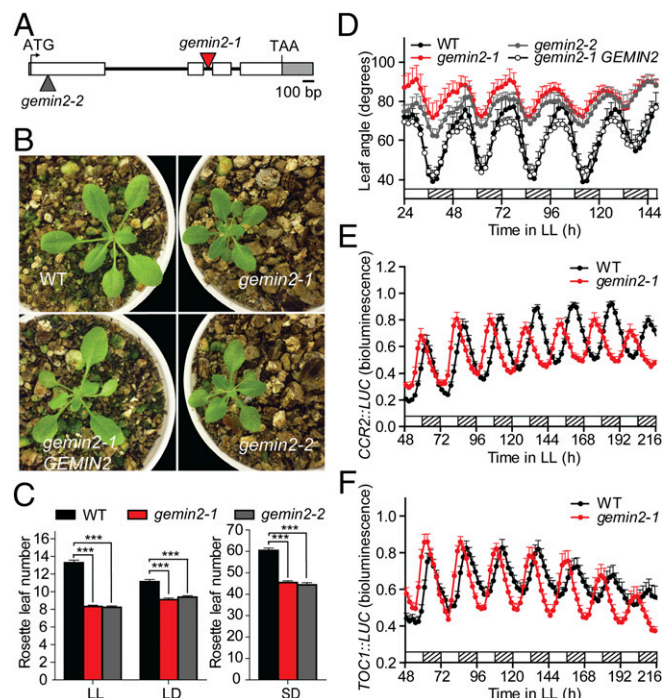 A
ATG
gemin2-1
TAA
gemin2-2
100 bp
B
WT
gemin2-1
gemin2-1
GEMIN2
gemin2-2
C
WT
gemin2-1
gemin2-2
Rosette leaf number
16
14
12
10
8
6
4
2
0
***
***
***
***
LL
LD
Rosette leaf number
70
60
50
40
30
20
10
0
***
***
SD
D
WT
gemin2-1
gemin2-2
gemin2-1 GEMIN2
Leaf angle (degrees)
100
80
60
40
24
48
72
96
120
144
Time in LL (h)
E
WT
gemin2-1
CCR2::LUC (bioluminescence)
1.2
1.0
0.8
0.6
0.4
0.2
0.0
48
72
96
120
144
168
192
216
Time in LL (h)
F
WT
gemin2-1
TOC1::LUC (bioluminescence)
1.0
0.8
0.6
0.4
0.2
48
72
96
120
144
168
192
216
Time in LL (h)